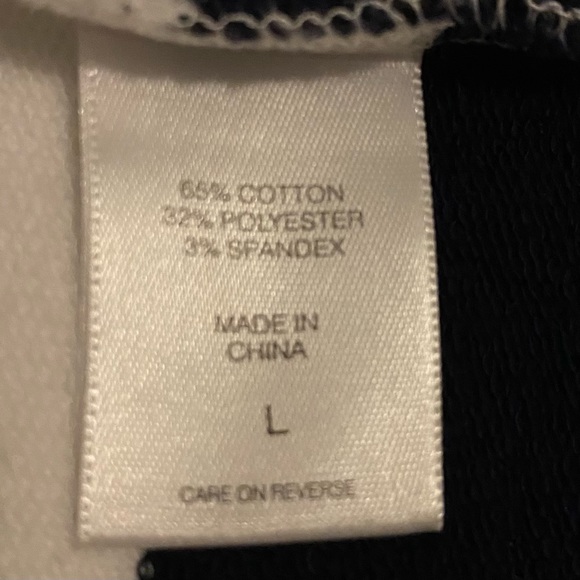 65% COTTON
32% POLYESTER
3% SPANDEX
MADE IN
CHINA
L
CARE ON REVERSE